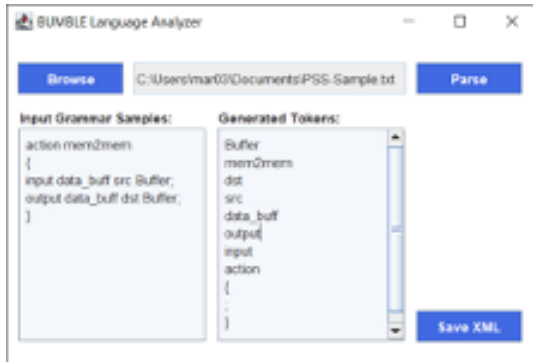 BUMBLE Language Analyzer
Browse
C:\Users\mar03\Documents\PSS-Sample.txt
Parse
Input Grammar Samples:
action mem2mem
{
input data_buff src Buffer;
output data_buff dst Buffer;
}
Generated Tokens:
Buffer
mem2mem
dst
src
data_buff
output
input
action
{
;
}
Save XML